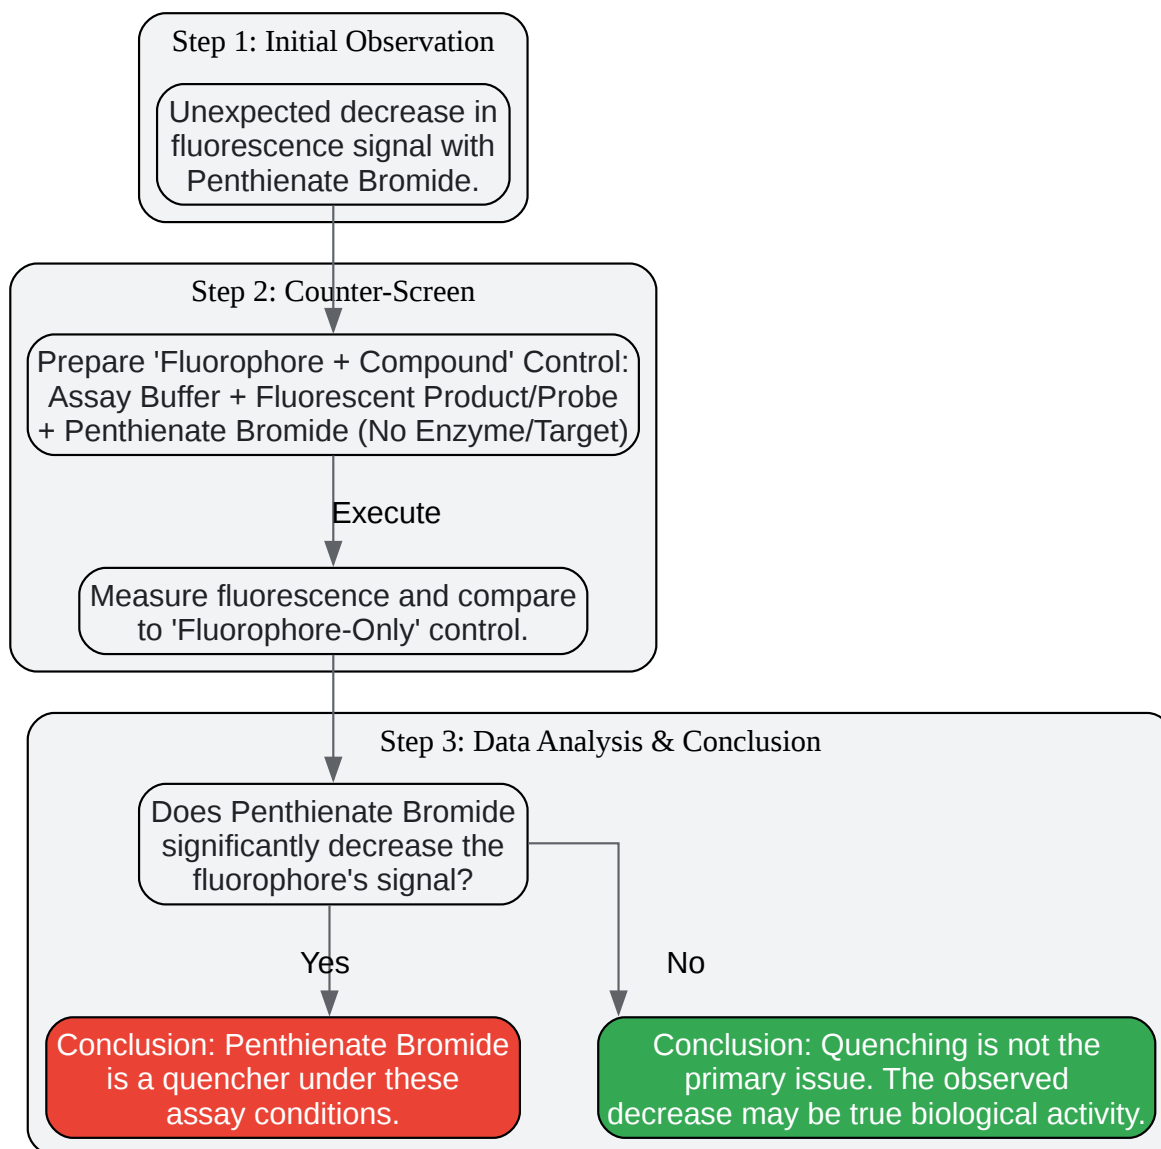 Step 1: Initial Observation
Unexpected decrease in
fluorescence signal with
Penthienate Bromide.
Step 2: Counter-Screen
Prepare 'Fluorophore + Compound' Control:
Assay Buffer + Fluorescent Product/Probe
+ Penthienate Bromide (No Enzyme/Target)
Execute
Measure fluorescence and compare
to 'Fluorophore-Only' control.
Step 3: Data Analysis & Conclusion
Does Penthienate Bromide
significantly decrease the
fluorophore's signal?
Yes
No
Conclusion: Penthienate Bromide
is a quencher under these
assay conditions.
Conclusion: Quenching is not the
primary issue. The observed
decrease may be true biological activity.